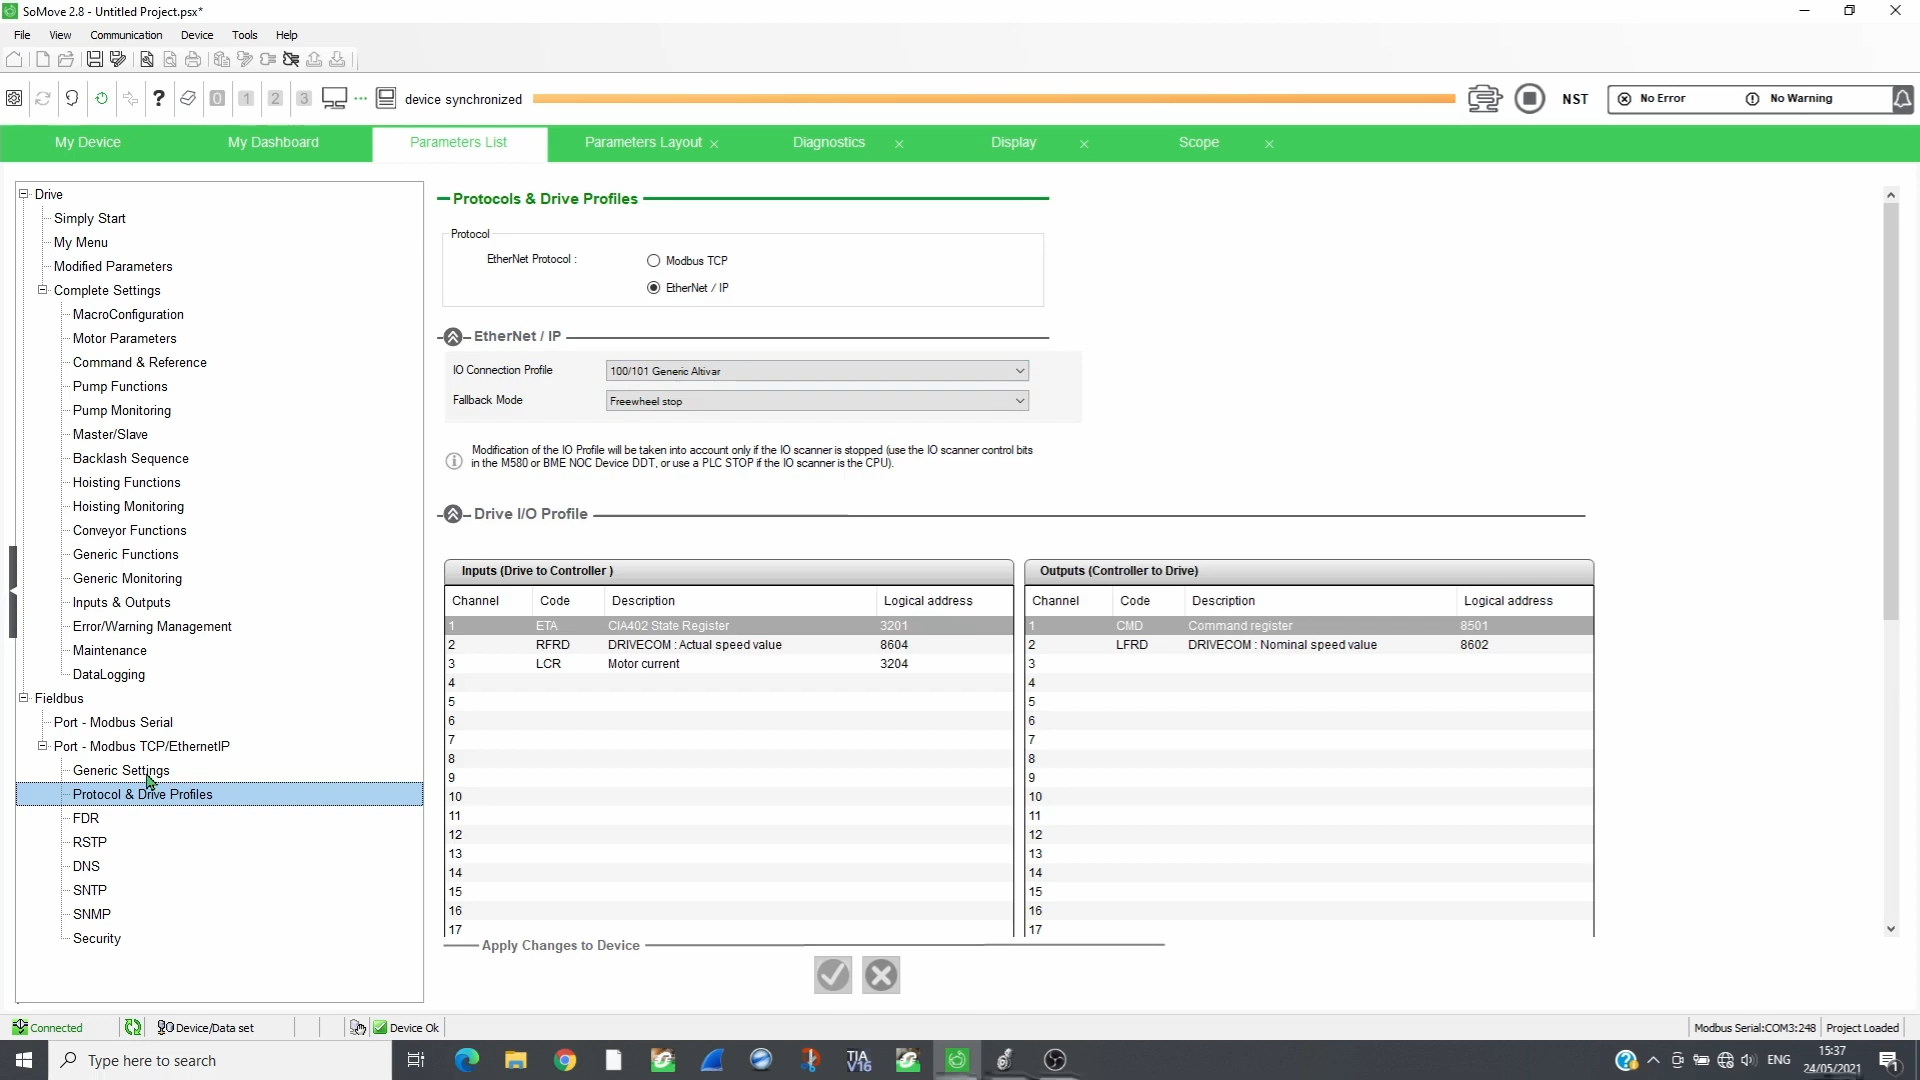 SoMove 2.8 - Untitled Project.psx*
File View Communication Device Tools Help
0 1 2 3 device synchronized NST No Error No Warning
My Device My Dashboard Parameters List Parameters Layout Diagnostics Display Scope
Drive
Simply Start
My Menu
Modified Parameters
Complete Settings
MacroConfiguration
Motor Parameters
Command & Reference
Pump Functions
Pump Monitoring
Master/Slave
Backlash Sequence
Hoisting Functions
Hoisting Monitoring
Conveyor Functions
Generic Functions
Generic Monitoring
Inputs & Outputs
Error/Warning Management
Maintenance
DataLogging
Fieldbus
Port - Modbus Serial
Port - Modbus TCP/EthernetIP
Generic Settings
Protocol & Drive Profiles
FDR
RSTP
DNS
SNTP
SNMP
Security
Protocols & Drive Profiles
Protocol
EtherNet Protocol :
Modbus TCP
EtherNet / IP
EtherNet / IP
IO Connection Profile 100/101 Generic Altivar
Fallback Mode Freewheel stop
Modification of the IO Profile will be taken into account only if the IO scanner is stopped (use the IO scanner control bits
in the M580 or BME NOC Device DDT, or use a PLC STOP if the IO scanner is the CPU).
Drive I/O Profile
Inputs (Drive to Controller )
Channel Code Description Logical address
1 ETA CIA402 State Register 3201
2 RFRD DRIVECOM : Actual speed value 8604
3 LCR Motor current 3204
4
5
6
7
8
9
10
11
12
13
14
15
16
17
Outputs (Controller to Drive)
Channel Code Description Logical address
1 CMD Command register 8501
2 LFRD DRIVECOM : Nominal speed value 8602
3
4
5
6
7
8
9
10
11
12
13
14
15
16
17
Apply Changes to Device
Connected Device/Data set Device Ok Modbus Serial:COM3:248 Project Loaded
Type here to search
TIA
V16
ENG
15:37
24/05/2021
1